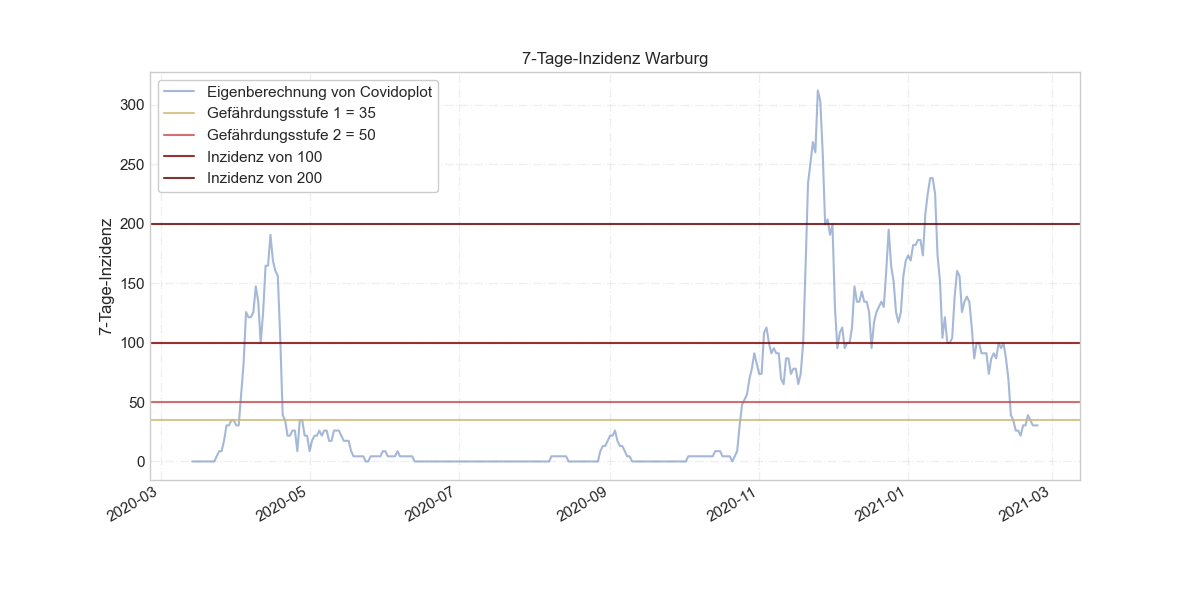 7-Tage-Inzidenz Warburg
Eigenberechnung von Covidoplot
Gefährdungsstufe 1 = 35
Gefährdungsstufe 2 = 50
Inzidenz von 100
Inzidenz von 200
7-Tage-Inzidenz
300
250
200
150
100
50
0
2020-03
2020-05
2020-07
2020-09
2020-11
2021-01
2021-03